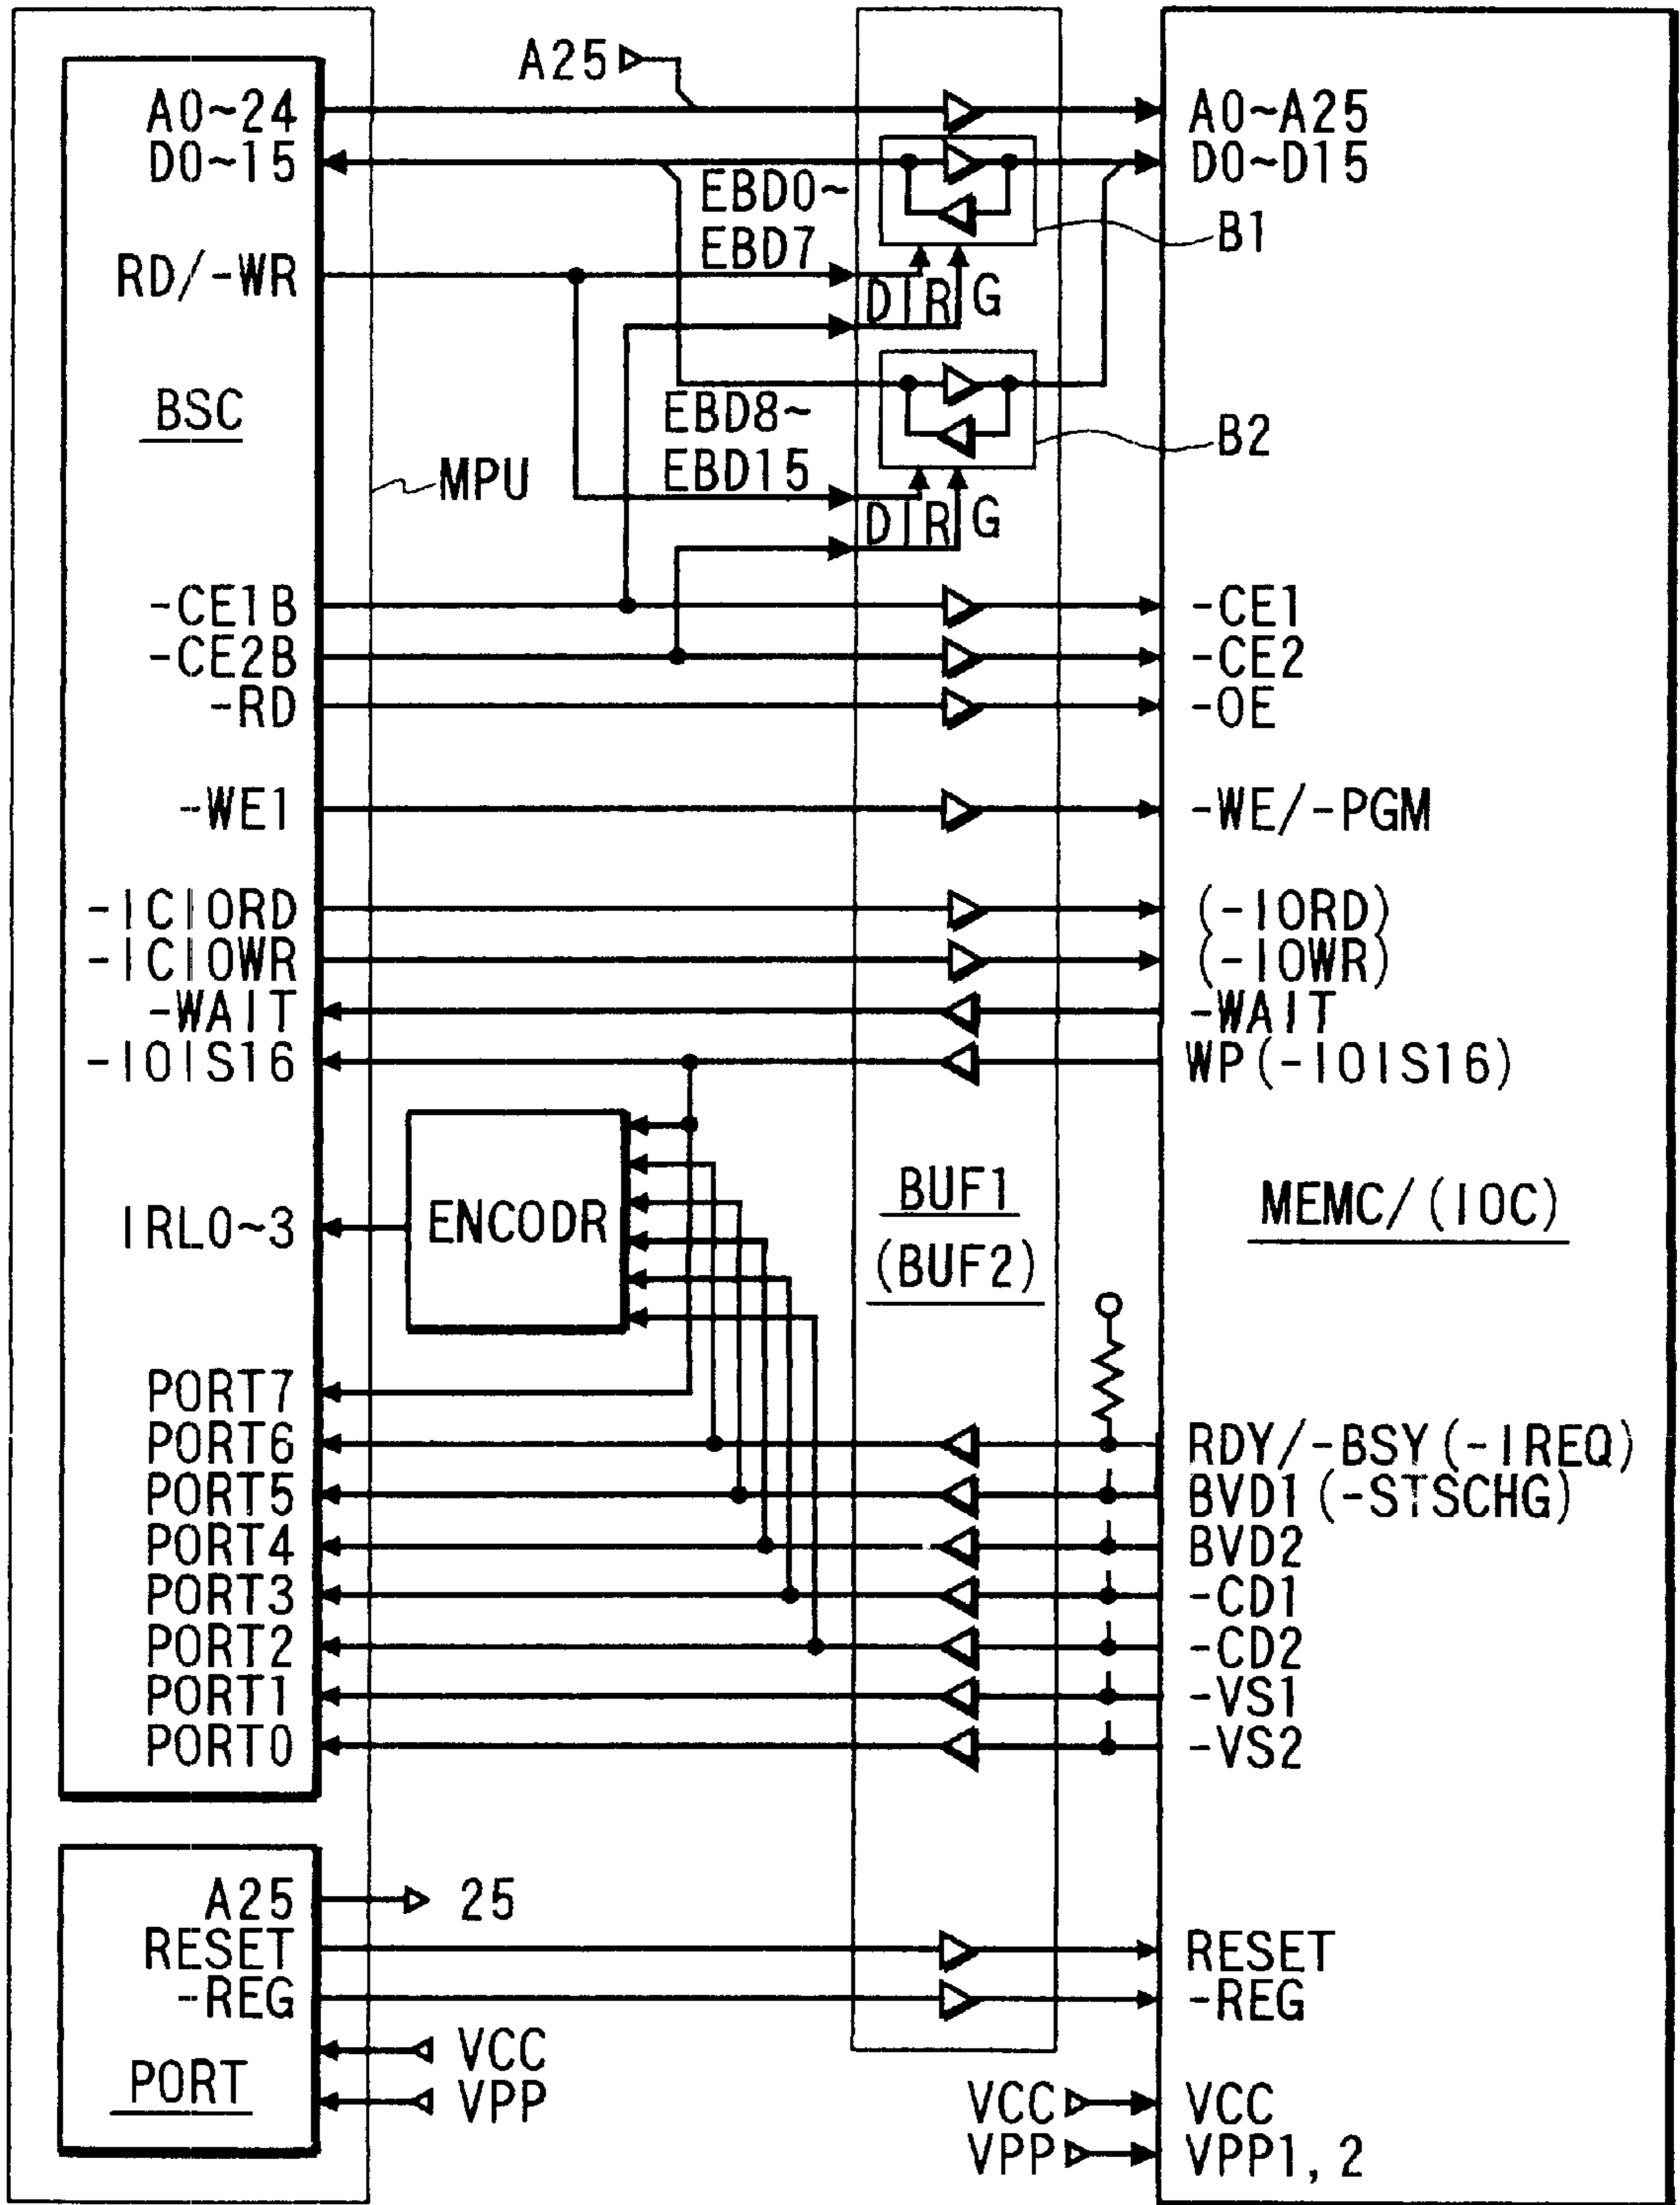 A25
A0~24
A0~A25
D0~15
D0~D15
EBD0~
EBD7
B1
RD/-WR
DIR G
BSC
EBD8~
EBD15
B2
MPU
DIR G
-CE1B
-CE1
-CE2B
-CE2
-RD
-OE
-WE1
-WE/-PGM
-ICIORD
(-IORD)
-ICIOWR
(-IOWR)
-WAIT
-WAIT
-IOIS16
WP(-IOIS16)
IRL0~3
ENCODR
BUF1
(BUF2)
MEMC/(IOC)
PORT7
PORT6
RDY/-BSY(-IREQ)
PORT5
BVD1(-STSCHG)
PORT4
BVD2
PORT3
-CD1
PORT2
-CD2
PORT1
-VS1
PORT0
-VS2
A25
25
RESET
RESET
-REG
-REG
VCC
VPP
PORT
VCC
VCC
VPP
VPP1, 2